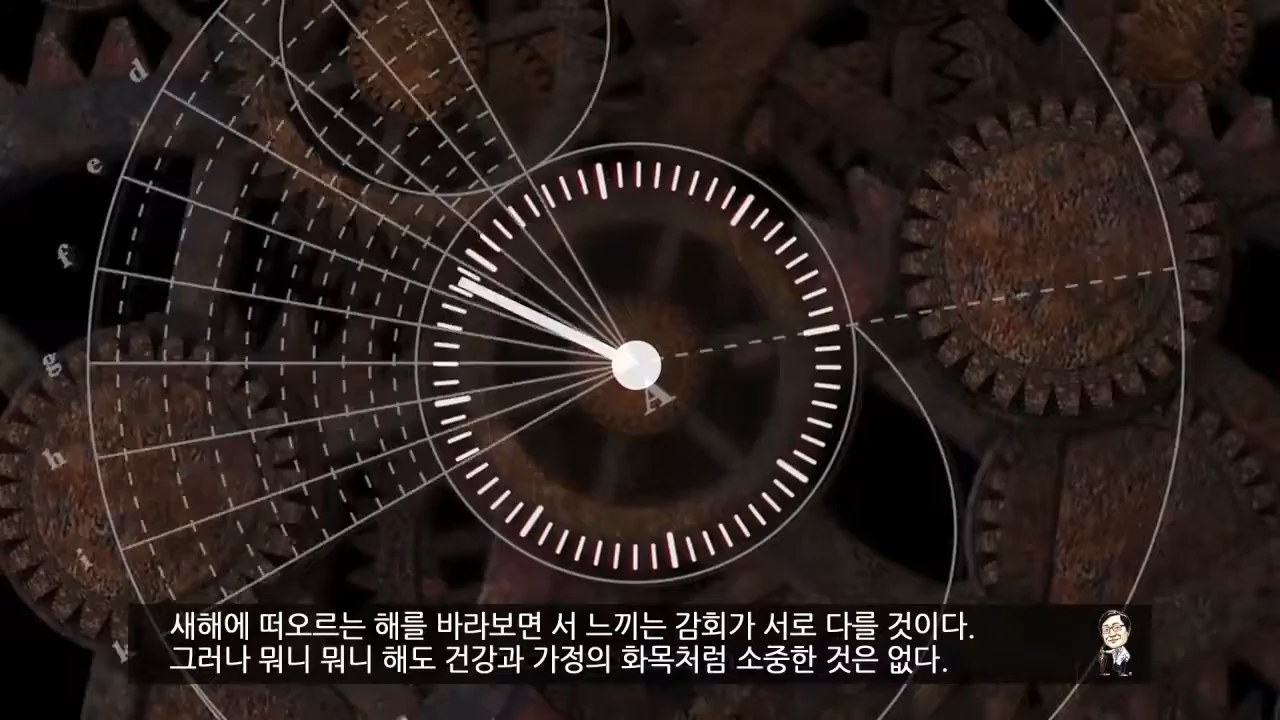 d
e
f
g
h
i
k
A
새해에 떠오르는 해를 바라보면 서 느끼는 감회가 서로 다를 것이다.
그러나 뭐니 뭐니 해도 건강과 가정의 화목처럼 소중한 것은 없다.